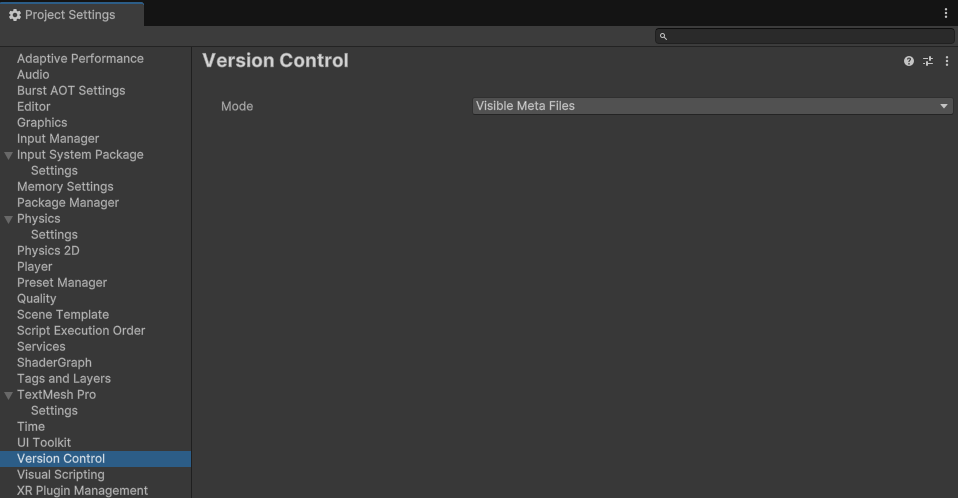 Project Settings
Adaptive Performance
Audio
Burst AOT Settings
Editor
Graphics
Input Manager
Input System Package
Settings
Memory Settings
Package Manager
Physics
Settings
Physics 2D
Player
Preset Manager
Quality
Scene Template
Script Execution Order
Services
ShaderGraph
Tags and Layers
TextMesh Pro
Settings
Time
UI Toolkit
Version Control
Visual Scripting
XR Plugin Management
Version Control
Mode
Visible Meta Files